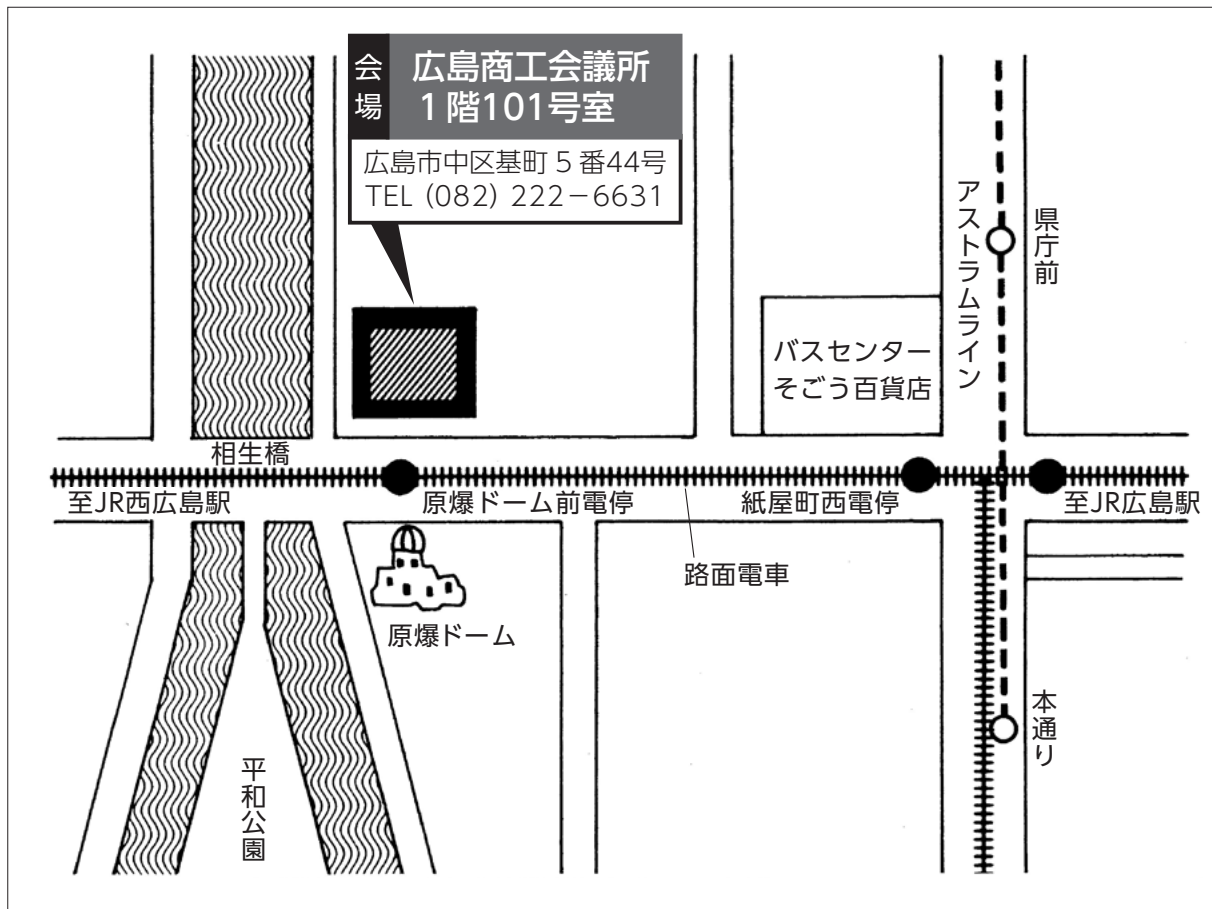 会場
広島商工会議所
1階101号室
広島市中区基町5番44号
TEL (082) 222－6631
アストラムライン
県庁前
バスセンター
そごう百貨店
相生橋
至JR西広島駅
原爆ドーム前電停
紙屋町西電停
至JR広島駅
路面電車
原爆ドーム
本通り
平和公園